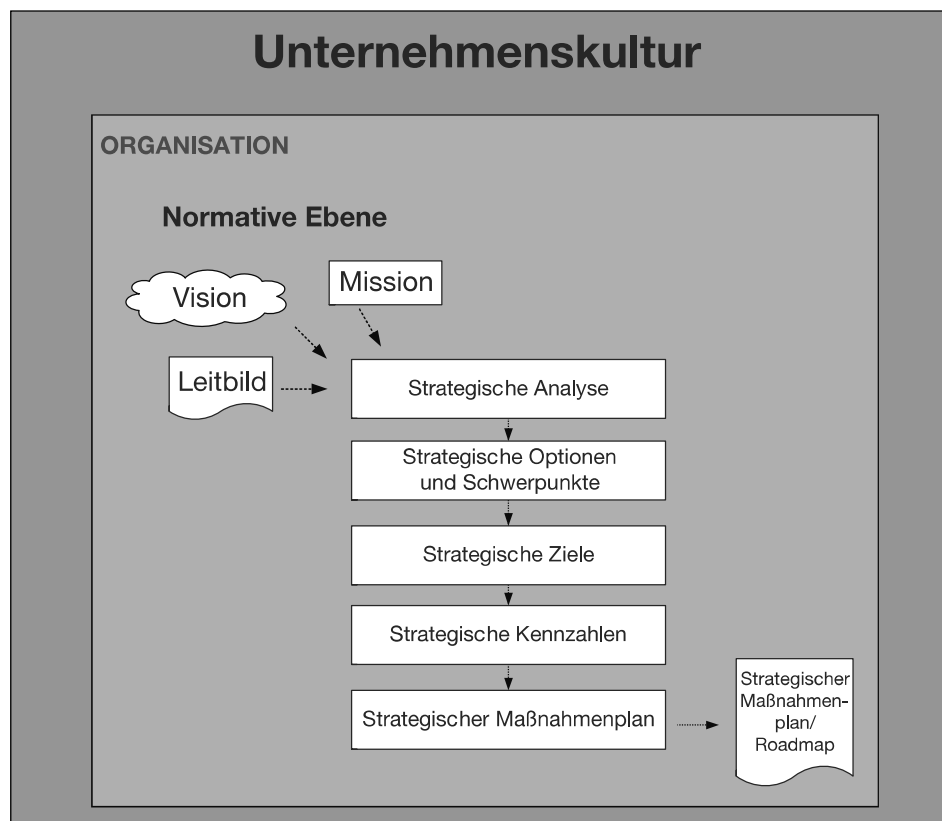 Unternehmenskultur
ORGANISATION
Normative Ebene
Vision
Mission
Leitbild
Strategische Analyse
Strategische Optionen
und Schwerpunkte
Strategische Ziele
Strategische Kennzahlen
Strategischer Maßnahmenplan
Strategischer
Maßnahmen-
plan/
Roadmap